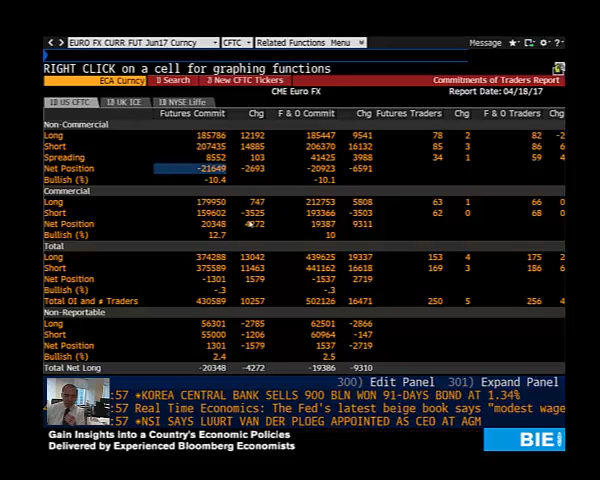 EURO FX CURR FUT Jun17 Curncy CFTC Related Functions Menu Message
RIGHT CLICK on a cell for graphing functions
ECA Curncy 1) Search 2) New CFTC Tickers Commitments of Traders Report
CME Euro FX Report Date: 04/18/17
US CFTC UK ICE NYSE Liffe
Futures Commit Chg F & O Commit Chg Futures Traders F & O Traders
Non-Commercial
Long 185786 12192 185447 9541 78 2 82 -2
Short 207435 14885 206370 16132 85 3 86 6
Spreading 8552 103 41425 3988 34 1 59 4
Net Position -21649 -2693 -20923 -6591
Bullish (%) -10.4 -10.1
Commercial
Long 179950 747 212753 5808 63 1 66 0
Short 159602 -3525 193366 -3503 62 0 68 0
Net Position 20348 4272 19387 9311
Bullish (%) 12.7 10
Total
Long 374288 13042 439625 19337 153 4 175 2
Short 375589 11463 441162 16618 169 3 186 6
Net Position -1301 1579 -1537 2719
Bullish (%) -.3 -.3
Total OI and # Traders 430589 10257 502126 16471 250 5 256 4
Non-Reportable
Long 56301 -2785 62501 -2866
Short 55000 -1206 60964 -147
Net Position 1301 -1579 1537 -2719
Bullish (%) 2.4 2.5
Total Net Long -20348 -4272 -19386 -9310
300) Edit Panel 301) Expand Panel
:57 *KOREA CENTRAL BANK SELLS 900 BLN WON 91-DAYS BOND AT 1.34%
:57 Real Time Economics: The Fed's latest beige book says "modest wage
:57 *NSI SAYS LUURT VAN DER PLOEG APPOINTED AS CEO AT AGM
Gain Insights into a Country's Economic Policies
Delivered by Experienced Bloomberg Economists
BIE